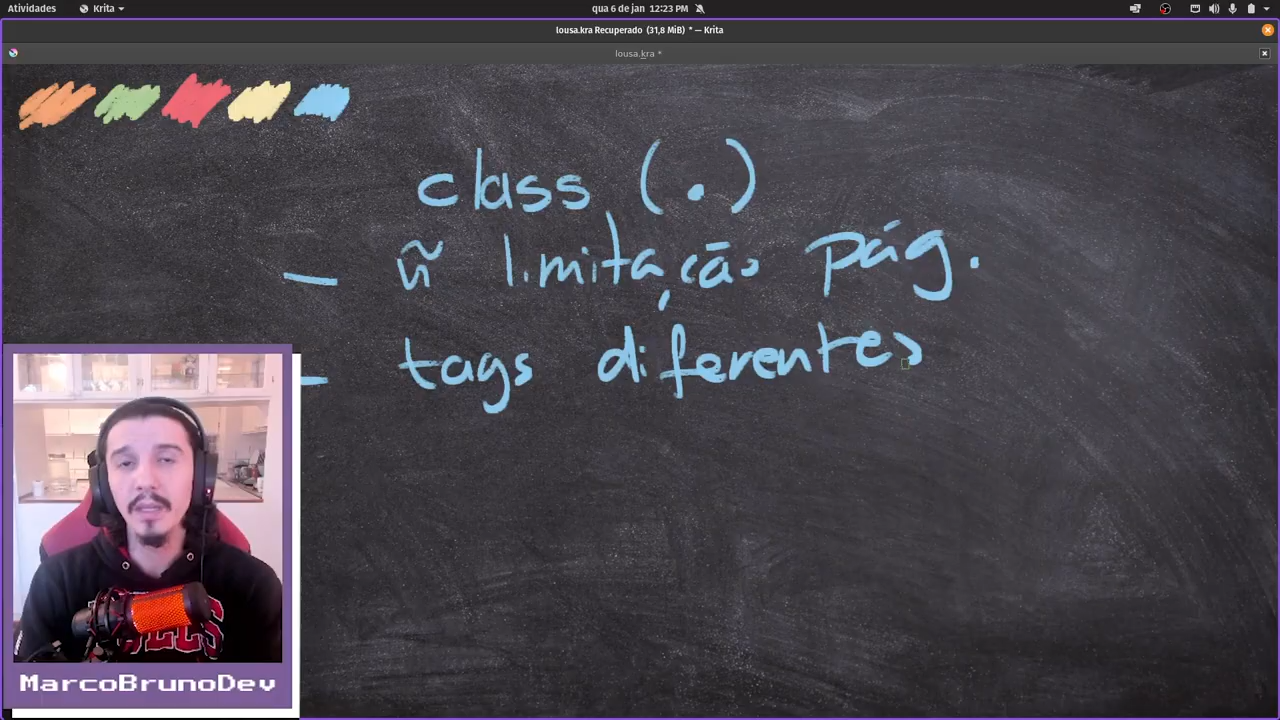 Atividades Krita qua 6 de jan 12:23 PM
lousa.kra Recuperado (31,8 MiB) * — Krita
lousa.kra *
class (.)
— ñ limitação pág.
— tags diferentes
MarcoBrunoDev